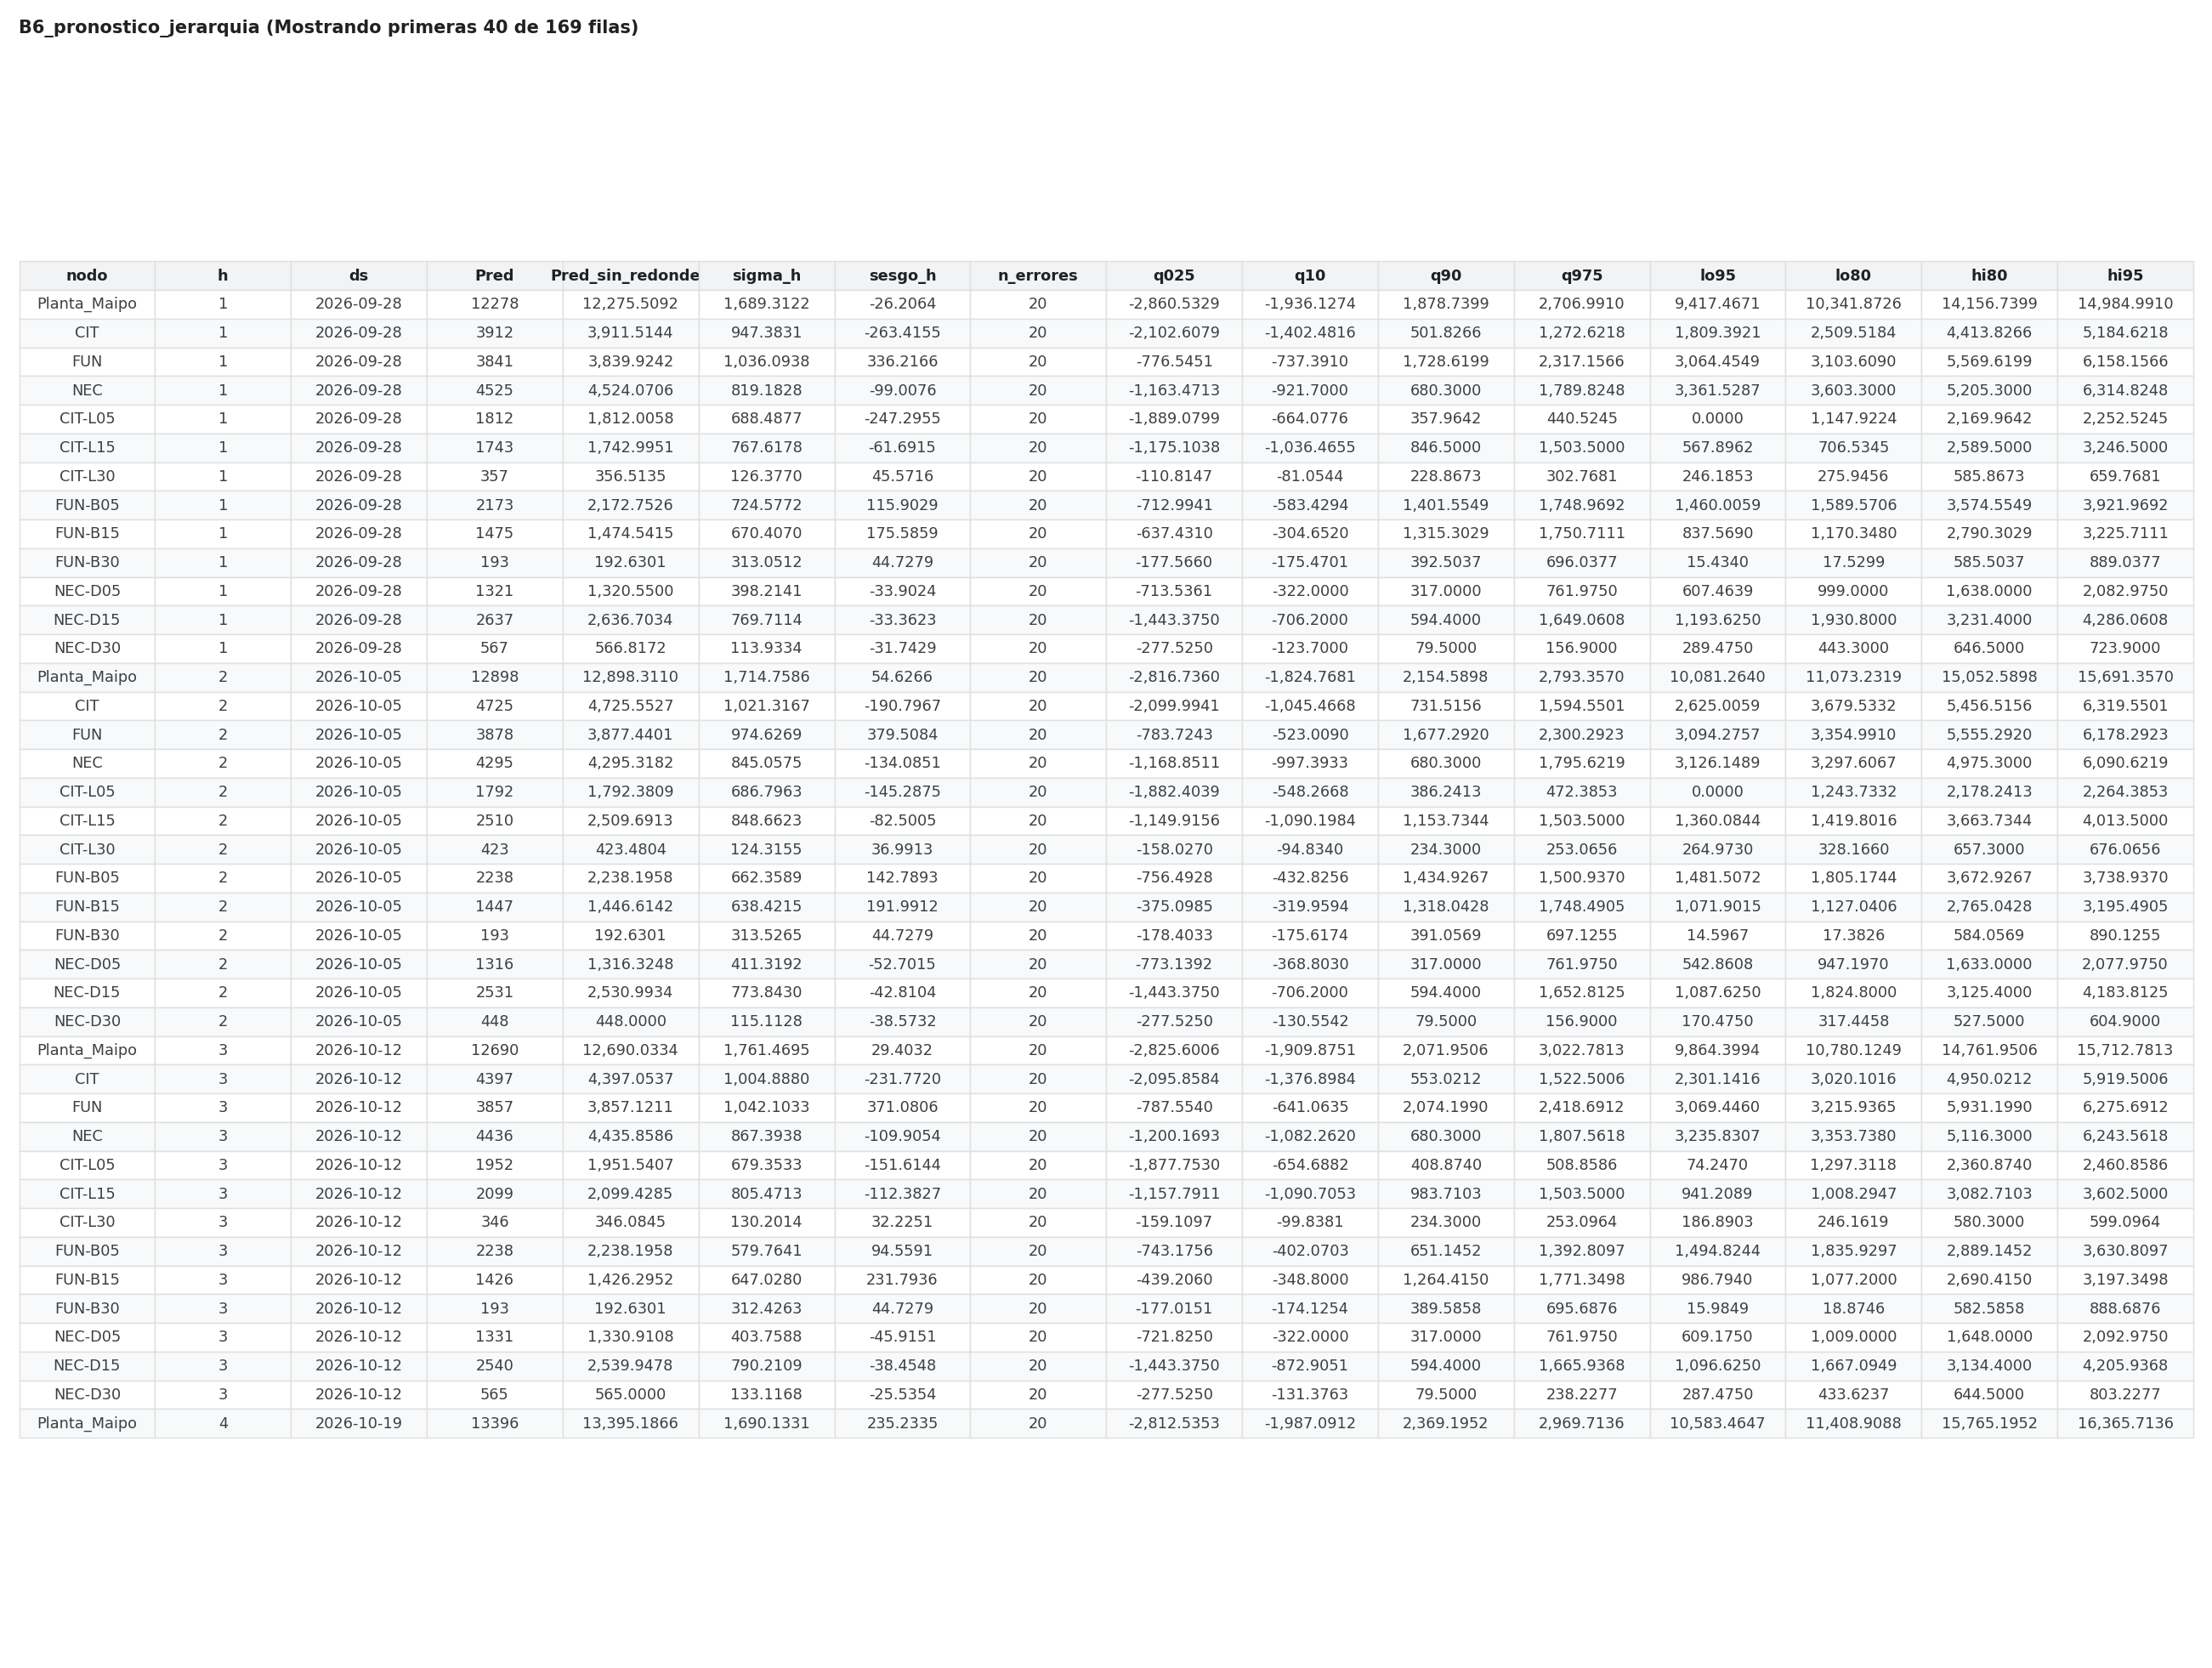 B6_pronostico_jerarquia (Mostrando primeras 40 de 169 filas)
nodo h ds Pred Pred_sin_redonde sigma_h sesgo_h n_errores q025 q10 q90 q975 lo95 lo80 hi80 hi95
Planta_Maipo 1 2026-09-28 12278 12,275.5092 1,689.3122 -26.2064 20 -2,860.5329 -1,936.1274 1,878.7399 2,706.9910 9,417.4671 10,341.8726 14,156.7399 14,984.9910
CIT 1 2026-09-28 3912 3,911.5144 947.3831 -263.4155 20 -2,102.6079 -1,402.4816 501.8266 1,272.6218 1,809.3921 2,509.5184 4,413.8266 5,184.6218
FUN 1 2026-09-28 3841 3,839.9242 1,036.0938 336.2166 20 -776.5451 -737.3910 1,728.6199 2,317.1566 3,064.4549 3,103.6090 5,569.6199 6,158.1566
NEC 1 2026-09-28 4525 4,524.0706 819.1828 -99.0076 20 -1,163.4713 -921.7000 680.3000 1,789.8248 3,361.5287 3,603.3000 5,205.3000 6,314.8248
CIT-L05 1 2026-09-28 1812 1,812.0058 688.4877 -247.2955 20 -1,889.0799 -664.0776 357.9642 440.5245 0.0000 1,147.9224 2,169.9642 2,252.5245
CIT-L15 1 2026-09-28 1743 1,742.9951 767.6178 -61.6915 20 -1,175.1038 -1,036.4655 846.5000 1,503.5000 567.8962 706.5345 2,589.5000 3,246.5000
CIT-L30 1 2026-09-28 357 356.5135 126.3770 45.5716 20 -110.8147 -81.0544 228.8673 302.7681 246.1853 275.9456 585.8673 659.7681
FUN-B05 1 2026-09-28 2173 2,172.7526 724.5772 115.9029 20 -712.9941 -583.4294 1,401.5549 1,748.9692 1,460.0059 1,589.5706 3,574.5549 3,921.9692
FUN-B15 1 2026-09-28 1475 1,474.5415 670.4070 175.5859 20 -637.4310 -304.6520 1,315.3029 1,750.7111 837.5690 1,170.3480 2,790.3029 3,225.7111
FUN-B30 1 2026-09-28 193 192.6301 313.0512 44.7279 20 -177.5660 -175.4701 392.5037 696.0377 15.4340 17.5299 585.5037 889.0377
NEC-D05 1 2026-09-28 1321 1,320.5500 398.2141 -33.9024 20 -713.5361 -322.0000 317.0000 761.9750 607.4639 999.0000 1,638.0000 2,082.9750
NEC-D15 1 2026-09-28 2637 2,636.7034 769.7114 -33.3623 20 -1,443.3750 -706.2000 594.4000 1,649.0608 1,193.6250 1,930.8000 3,231.4000 4,286.0608
NEC-D30 1 2026-09-28 567 566.8172 113.9334 -31.7429 20 -277.5250 -123.7000 79.5000 156.9000 289.4750 443.3000 646.5000 723.9000
Planta_Maipo 2 2026-10-05 12898 12,898.3110 1,714.7586 54.6266 20 -2,816.7360 -1,824.7681 2,154.5898 2,793.3570 10,081.2640 11,073.2319 15,052.5898 15,691.3570
CIT 2 2026-10-05 4725 4,725.5527 1,021.3167 -190.7967 20 -2,099.9941 -1,045.4668 731.5156 1,594.5501 2,625.0059 3,679.5332 5,456.5156 6,319.5501
FUN 2 2026-10-05 3878 3,877.4401 974.6269 379.5084 20 -783.7243 -523.0090 1,677.2920 2,300.2923 3,094.2757 3,354.9910 5,555.2920 6,178.2923
NEC 2 2026-10-05 4295 4,295.3182 845.0575 -134.0851 20 -1,168.8511 -997.3933 680.3000 1,795.6219 3,126.1489 3,297.6067 4,975.3000 6,090.6219
CIT-L05 2 2026-10-05 1792 1,792.3809 686.7963 -145.2875 20 -1,882.4039 -548.2668 386.2413 472.3853 0.0000 1,243.7332 2,178.2413 2,264.3853
CIT-L15 2 2026-10-05 2510 2,509.6913 848.6623 -82.5005 20 -1,149.9156 -1,090.1984 1,153.7344 1,503.5000 1,360.0844 1,419.8016 3,663.7344 4,013.5000
CIT-L30 2 2026-10-05 423 423.4804 124.3155 36.9913 20 -158.0270 -94.8340 234.3000 253.0656 264.9730 328.1660 657.3000 676.0656
FUN-B05 2 2026-10-05 2238 2,238.1958 662.3589 142.7893 20 -756.4928 -432.8256 1,434.9267 1,500.9370 1,481.5072 1,805.1744 3,672.9267 3,738.9370
FUN-B15 2 2026-10-05 1447 1,446.6142 638.4215 191.9912 20 -375.0985 -319.9594 1,318.0428 1,748.4905 1,071.9015 1,127.0406 2,765.0428 3,195.4905
FUN-B30 2 2026-10-05 193 192.6301 313.5265 44.7279 20 -178.4033 -175.6174 391.0569 697.1255 14.5967 17.3826 584.0569 890.1255
NEC-D05 2 2026-10-05 1316 1,316.3248 411.3192 -52.7015 20 -773.1392 -368.8030 317.0000 761.9750 542.8608 947.1970 1,633.0000 2,077.9750
NEC-D15 2 2026-10-05 2531 2,530.9934 773.8430 -42.8104 20 -1,443.3750 -706.2000 594.4000 1,652.8125 1,087.6250 1,824.8000 3,125.4000 4,183.8125
NEC-D30 2 2026-10-05 448 448.0000 115.1128 -38.5732 20 -277.5250 -130.5542 79.5000 156.9000 170.4750 317.4458 527.5000 604.9000
Planta_Maipo 3 2026-10-12 12690 12,690.0334 1,761.4695 29.4032 20 -2,825.6006 -1,909.8751 2,071.9506 3,022.7813 9,864.3994 10,780.1249 14,761.9506 15,712.7813
CIT 3 2026-10-12 4397 4,397.0537 1,004.8880 -231.7720 20 -2,095.8584 -1,376.8984 553.0212 1,522.5006 2,301.1416 3,020.1016 4,950.0212 5,919.5006
FUN 3 2026-10-12 3857 3,857.1211 1,042.1033 371.0806 20 -787.5540 -641.0635 2,074.1990 2,418.6912 3,069.4460 3,215.9365 5,931.1990 6,275.6912
NEC 3 2026-10-12 4436 4,435.8586 867.3938 -109.9054 20 -1,200.1693 -1,082.2620 680.3000 1,807.5618 3,235.8307 3,353.7380 5,116.3000 6,243.5618
CIT-L05 3 2026-10-12 1952 1,951.5407 679.3533 -151.6144 20 -1,877.7530 -654.6882 408.8740 508.8586 74.2470 1,297.3118 2,360.8740 2,460.8586
CIT-L15 3 2026-10-12 2099 2,099.4285 805.4713 -112.3827 20 -1,157.7911 -1,090.7053 983.7103 1,503.5000 941.2089 1,008.2947 3,082.7103 3,602.5000
CIT-L30 3 2026-10-12 346 346.0845 130.2014 32.2251 20 -159.1097 -99.8381 234.3000 253.0964 186.8903 246.1619 580.3000 599.0964
FUN-B05 3 2026-10-12 2238 2,238.1958 579.7641 94.5591 20 -743.1756 -402.0703 651.1452 1,392.8097 1,494.8244 1,835.9297 2,889.1452 3,630.8097
FUN-B15 3 2026-10-12 1426 1,426.2952 647.0280 231.7936 20 -439.2060 -348.8000 1,264.4150 1,771.3498 986.7940 1,077.2000 2,690.4150 3,197.3498
FUN-B30 3 2026-10-12 193 192.6301 312.4263 44.7279 20 -177.0151 -174.1254 389.5858 695.6876 15.9849 18.8746 582.5858 888.6876
NEC-D05 3 2026-10-12 1331 1,330.9108 403.7588 -45.9151 20 -721.8250 -322.0000 317.0000 761.9750 609.1750 1,009.0000 1,648.0000 2,092.9750
NEC-D15 3 2026-10-12 2540 2,539.9478 790.2109 -38.4548 20 -1,443.3750 -872.9051 594.4000 1,665.9368 1,096.6250 1,667.0949 3,134.4000 4,205.9368
NEC-D30 3 2026-10-12 565 565.0000 133.1168 -25.5354 20 -277.5250 -131.3763 79.5000 238.2277 287.4750 433.6237 644.5000 803.2277
Planta_Maipo 4 2026-10-19 13396 13,395.1866 1,690.1331 235.2335 20 -2,812.5353 -1,987.0912 2,369.1952 2,969.7136 10,583.4647 11,408.9088 15,765.1952 16,365.7136